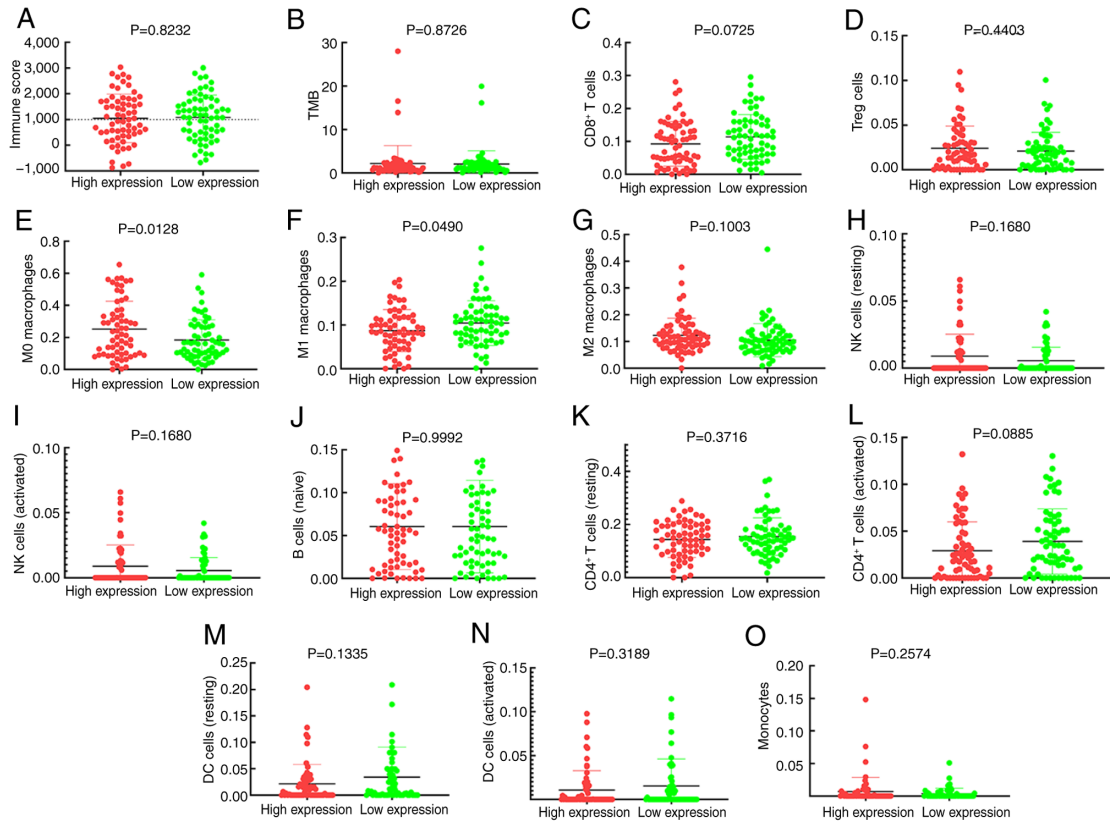 A
P=0.8232
Immune score
4,000
3,000
2,000
1,000
0
−1,000
High expression
Low expression
B
P=0.8726
TMB
30
20
10
0
High expression
Low expression
C
P=0.0725
CD8⁺ T cells
0.4
0.3
0.2
0.1
0.0
High expression
Low expression
D
P=0.4403
Treg cells
0.15
0.10
0.05
0.00
High expression
Low expression
E
P=0.0128
M0 macrophages
0.8
0.6
0.4
0.2
0.0
High expression
Low expression
F
P=0.0490
M1 macrophages
0.3
0.2
0.1
0.00
High expression
Low expression
G
P=0.1003
M2 macrophages
0.5
0.4
0.3
0.2
0.1
0.0
High expression
Low expression
H
P=0.1680
NK cells (resting)
0.10
0.05
0.00
High expression
Low expression
I
P=0.1680
NK cells (activated)
0.10
0.05
0.00
High expression
Low expression
J
P=0.9992
B cells (naive)
0.15
0.10
0.05
0.00
High expression
Low expression
K
P=0.3716
CD4⁺ T cells (resting)
0.4
0.2
0.0
High expression
Low expression
L
P=0.0885
CD4⁺ T cells (activated)
0.15
0.10
0.05
0.00
High expression
Low expression
M
P=0.1335
DC cells (resting)
0.25
0.20
0.15
0.10
0.05
0.00
High expression
Low expression
N
P=0.3189
DC cells (activated)
0.15
0.10
0.05
High expression
Low expression
O
P=0.2574
Monocytes
0.20
0.15
0.10
0.05
High expression
Low expression